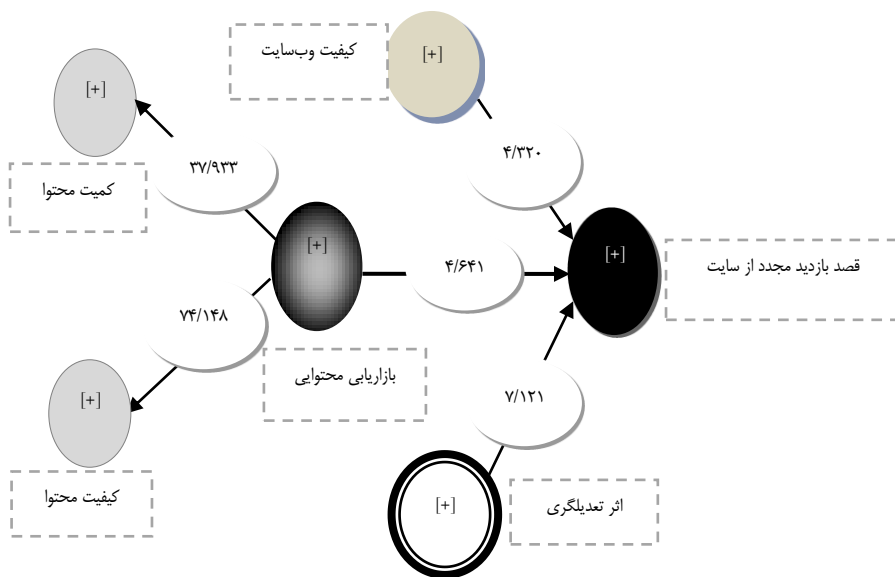 کیفیت وب‌سایت
[+]
[+]
۴/۳۲۰
۳۷/۹۳۳
کمیت محتوا
[+]
[+]
قصد بازدید مجدد از سایت
۴/۶۴۱
۷۴/۱۴۸
بازاریابی محتوایی
[+]
۷/۱۲۱
کیفیت محتوا
[+]
اثر تعدیلگری